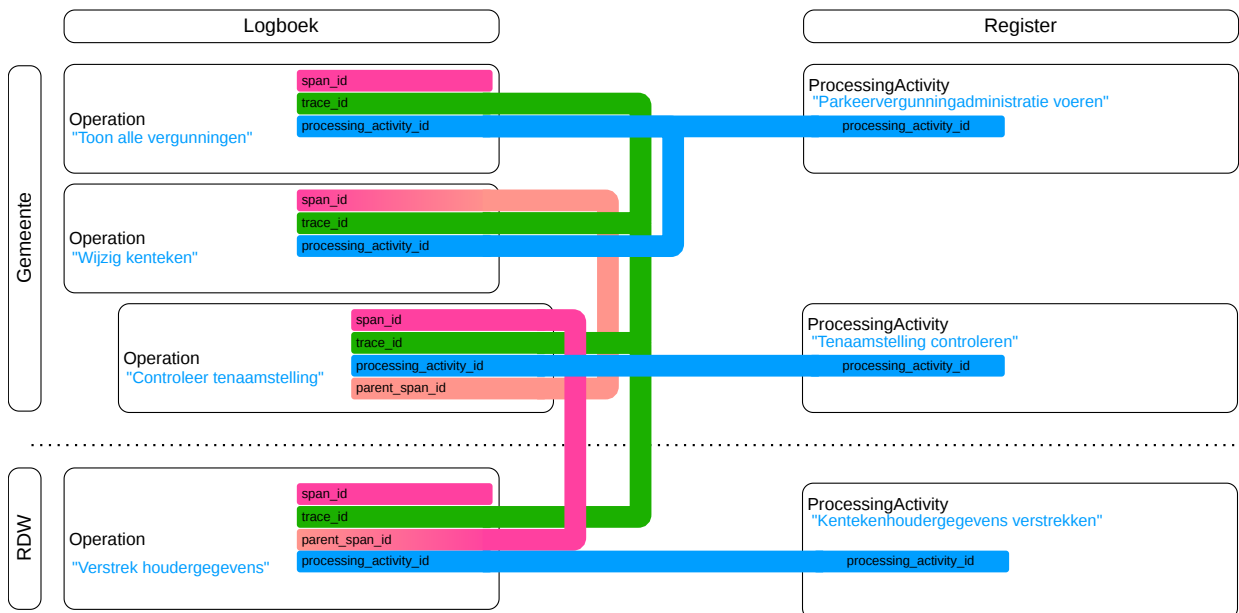 Logboek
Register
Gemeente
Operation
"Toon alle vergunningen"
span_id
trace_id
processing_activity_id
ProcessingActivity
"Parkeervergunningadministratie voeren"
processing_activity_id
Operation
"Wijzig kenteken"
span_id
trace_id
processing_activity_id
Operation
"Controleer tenaamstelling"
span_id
trace_id
processing_activity_id
parent_span_id
ProcessingActivity
"Tenaamstelling controleren"
processing_activity_id
RDW
Operation
"Verstrek houdergegevens"
span_id
trace_id
parent_span_id
processing_activity_id
ProcessingActivity
"Kentekenhoudergegevens verstrekken"
processing_activity_id